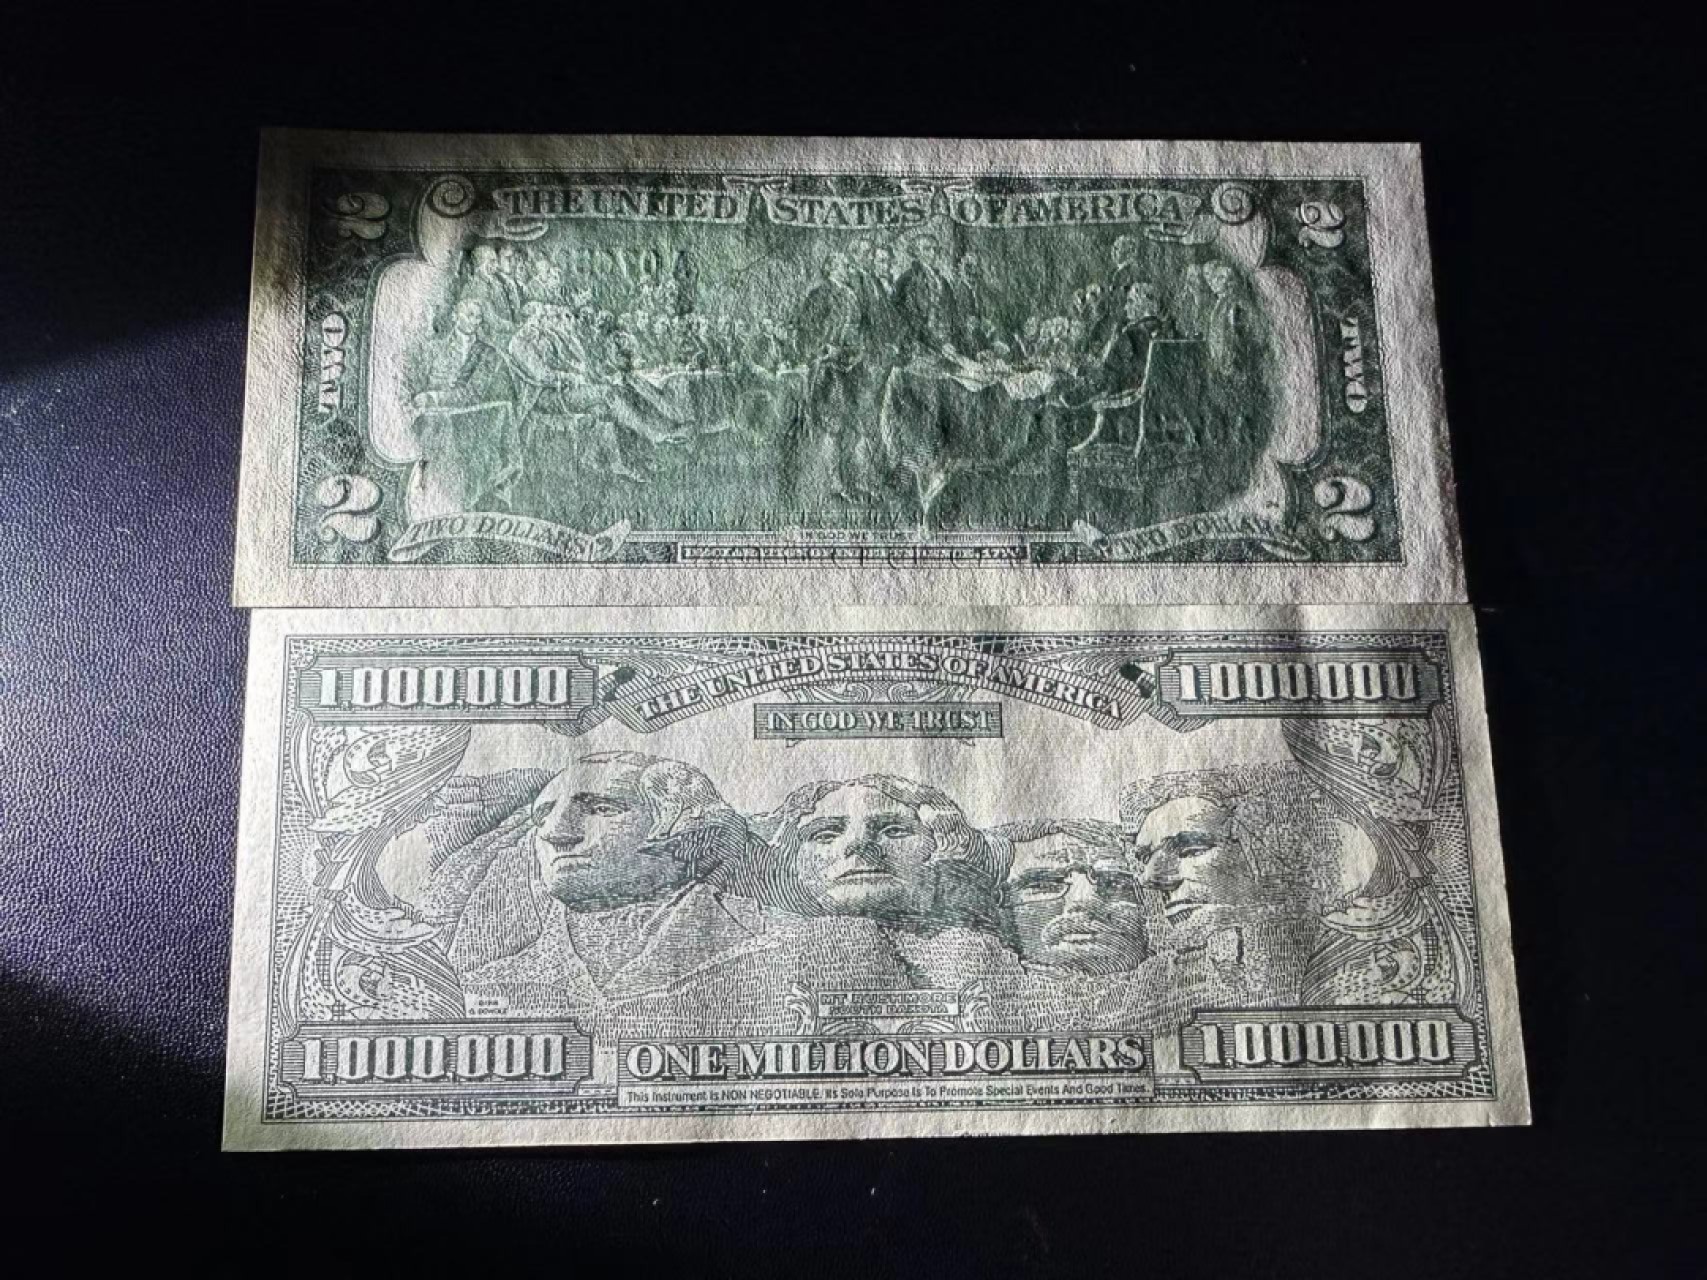 2 THE UNITED STATES OF AMERICA 2
TWO TWO
2 TWO DOLLARS IN GOD WE TRUST TWO DOLLARS 2
1,000,000 THE UNITED STATES OF AMERICA 1,000,000
IN GOD WE TRUST
MT RUSHMORE
SOUTH DAKOTA
1,000,000 ONE MILLION DOLLARS 1,000,000
This Instrument Is NON NEGOTIABLE. Its Sole Purpose Is To Promote Special Events And Good Times.